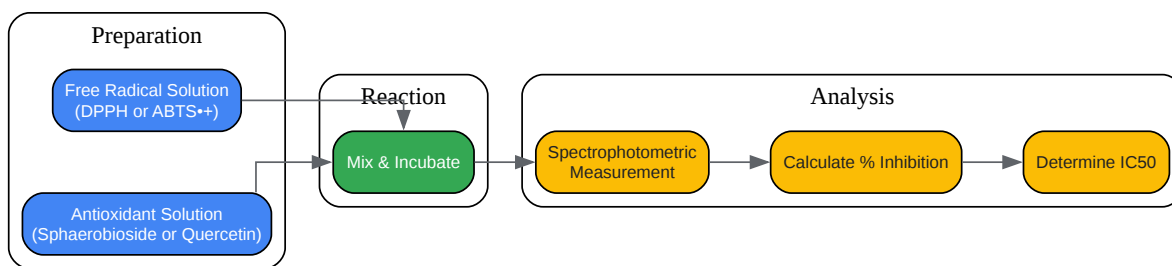 Preparation
Free Radical Solution
(DPPH or ABTS•+)
Antioxidant Solution
(Sphaerobioside or Quercetin)
Reaction
Mix & Incubate
Analysis
Spectrophotometric
Measurement
Calculate % Inhibition
Determine IC50